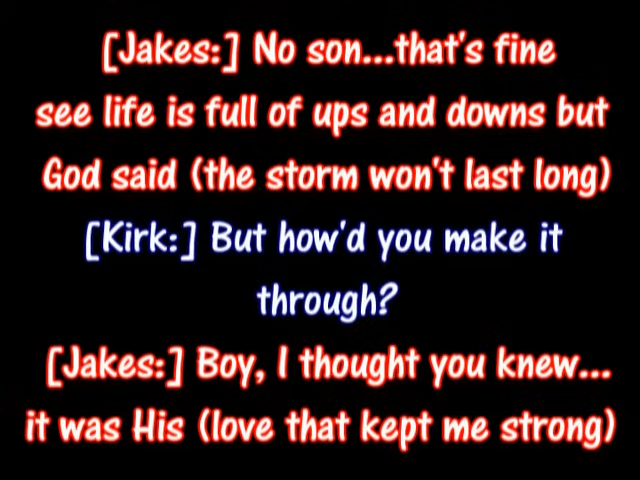 [Jakes:] No son...that's fine
see life is full of ups and downs but
God said (the storm won't last long)
[Kirk:] But how'd you make it
through?
[Jakes:] Boy, I thought you knew...
it was His (love that kept me strong)